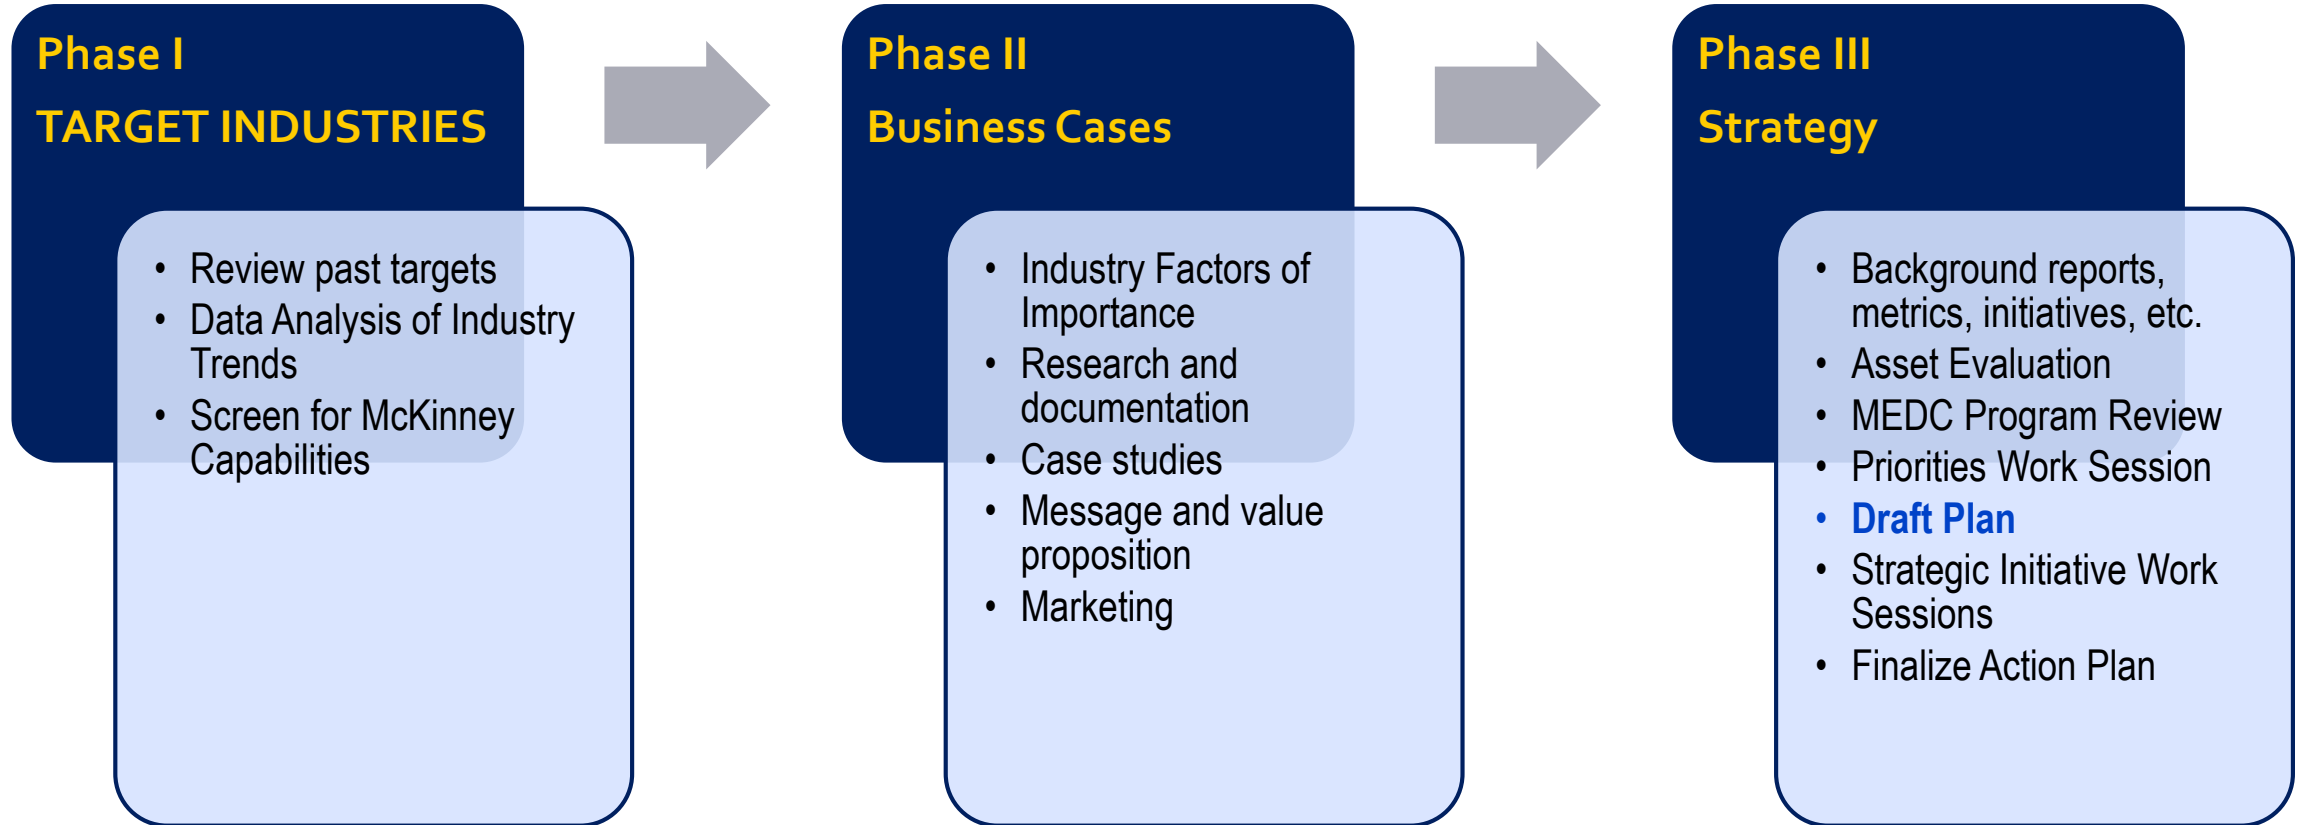 Phase I
TARGET INDUSTRIES
• Review past targets
• Data Analysis of Industry
Trends
• Screen for McKinney
Capabilities
Phase II
Business Cases
• Industry Factors of
Importance
• Research and
documentation
• Case studies
• Message and value
proposition
• Marketing
Phase III
Strategy
• Background reports,
metrics, initiatives, etc.
• Asset Evaluation
• MEDC Program Review
• Priorities Work Session
• Draft Plan
• Strategic Initiative Work
Sessions
• Finalize Action Plan